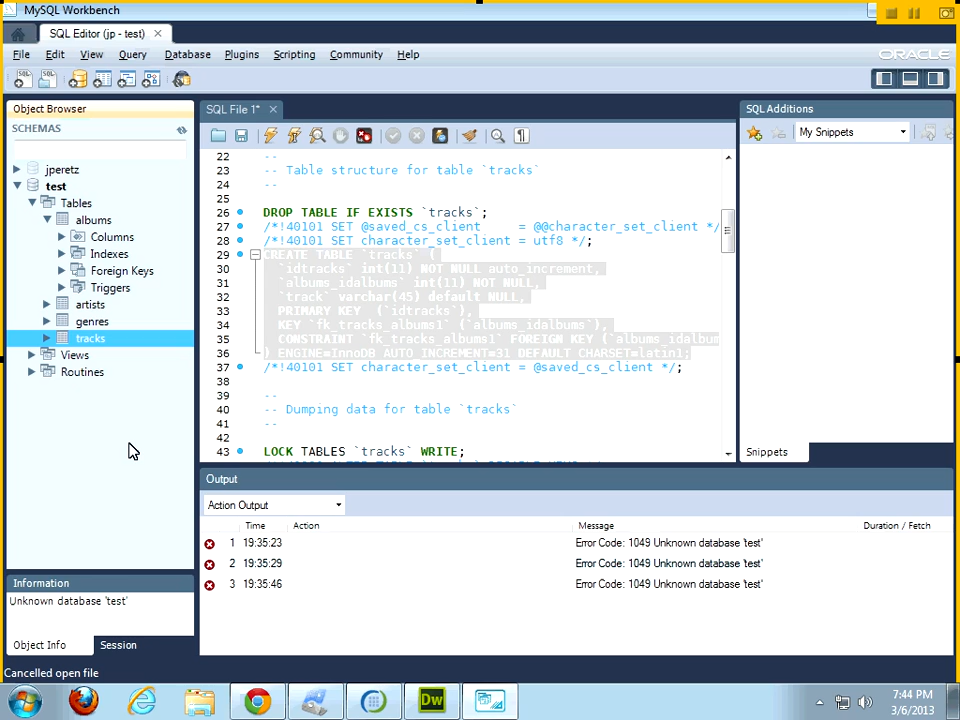 MySQL Workbench
SQL Editor (jp - test)
File Edit View Query Database Plugins Scripting Community Help
ORACLE
Object Browser
SCHEMAS
jperetz
test
Tables
albums
Columns
Indexes
Foreign Keys
Triggers
artists
genres
tracks
Views
Routines
Information
Unknown database 'test'
Object Info Session
Cancelled open file
SQL File 1*
22 --
23 -- Table structure for table `tracks`
24 --
25
26 DROP TABLE IF EXISTS `tracks`;
27 /*!40101 SET @saved_cs_client     = @@character_set_client */
28 /*!40101 SET character_set_client = utf8 */;
29 CREATE TABLE `tracks` (
30 `idtracks` int(11) NOT NULL auto_increment,
31 `albums_idalbums` int(11) NOT NULL,
32 `track` varchar(45) default NULL,
33 PRIMARY KEY  (`idtracks`),
34 KEY `fk_tracks_albums1` (`albums_idalbums`),
35 CONSTRAINT `fk_tracks_albums1` FOREIGN KEY (`albums_idalbum
36 ) ENGINE=InnoDB AUTO_INCREMENT=31 DEFAULT CHARSET=latin1;
37 /*!40101 SET character_set_client = @saved_cs_client */;
38
39 --
40 -- Dumping data for table `tracks`
41 --
42
43 LOCK TABLES `tracks` WRITE;
SQL Additions
My Snippets
Snippets
Output
Action Output
Time Action Message Duration / Fetch
1 19:35:23 Error Code: 1049 Unknown database 'test'
2 19:35:29 Error Code: 1049 Unknown database 'test'
3 19:35:46 Error Code: 1049 Unknown database 'test'
Dw
7:44 PM
3/6/2013